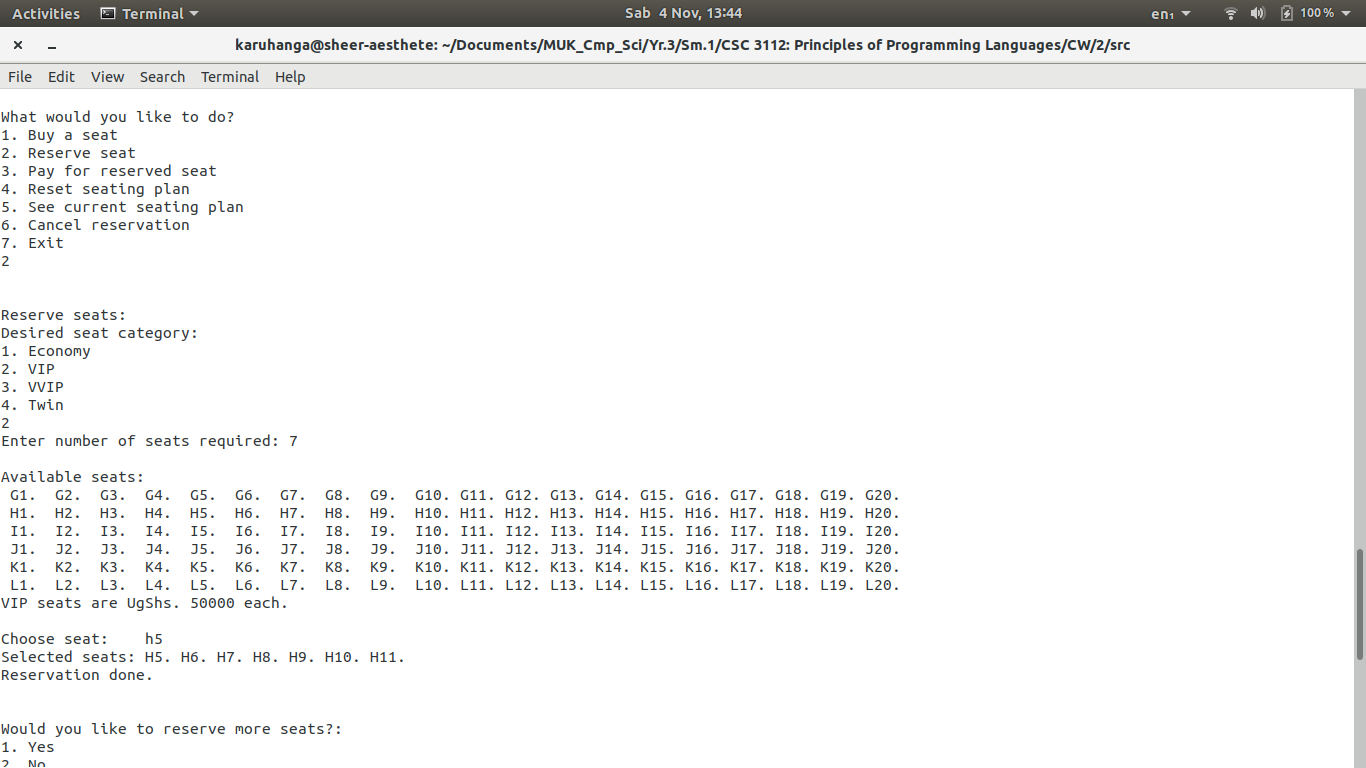 Activities Terminal Sab 4 Nov, 13:44 en₁ 100%
karuhanga@sheer-aesthete: ~/Documents/MUK_Cmp_Sci/Yr.3/Sm.1/CSC 3112: Principles of Programming Languages/CW/2/src
File Edit View Search Terminal Help
What would you like to do?
1. Buy a seat
2. Reserve seat
3. Pay for reserved seat
4. Reset seating plan
5. See current seating plan
6. Cancel reservation
7. Exit
2
Reserve seats:
Desired seat category:
1. Economy
2. VIP
3. VVIP
4. Twin
2
Enter number of seats required: 7
Available seats:
G1. G2. G3. G4. G5. G6. G7. G8. G9. G10. G11. G12. G13. G14. G15. G16. G17. G18. G19. G20.
H1. H2. H3. H4. H5. H6. H7. H8. H9. H10. H11. H12. H13. H14. H15. H16. H17. H18. H19. H20.
I1. I2. I3. I4. I5. I6. I7. I8. I9. I10. I11. I12. I13. I14. I15. I16. I17. I18. I19. I20.
J1. J2. J3. J4. J5. J6. J7. J8. J9. J10. J11. J12. J13. J14. J15. J16. J17. J18. J19. J20.
K1. K2. K3. K4. K5. K6. K7. K8. K9. K10. K11. K12. K13. K14. K15. K16. K17. K18. K19. K20.
L1. L2. L3. L4. L5. L6. L7. L8. L9. L10. L11. L12. L13. L14. L15. L16. L17. L18. L19. L20.
VIP seats are UgShs. 50000 each.
Choose seat: h5
Selected seats: H5. H6. H7. H8. H9. H10. H11.
Reservation done.
Would you like to reserve more seats?:
1. Yes
2. No